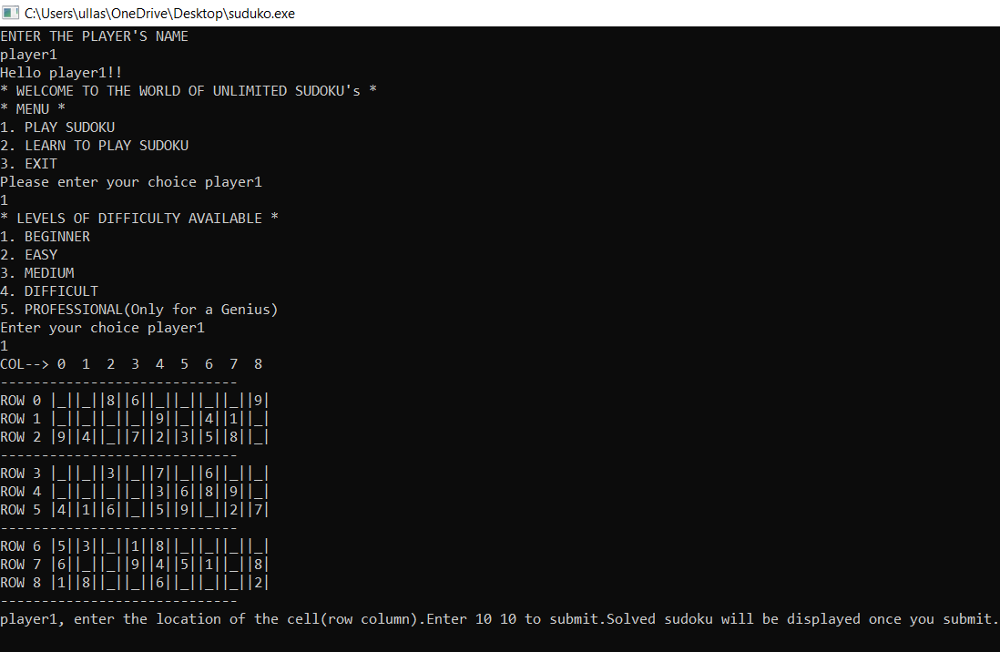 C:\Users\ullas\OneDrive\Desktop\suduko.exe
ENTER THE PLAYER'S NAME
player1
Hello player1!!
* WELCOME TO THE WORLD OF UNLIMITED SUDOKU's *
* MENU *
1. PLAY SUDOKU
2. LEARN TO PLAY SUDOKU
3. EXIT
Please enter your choice player1
1
* LEVELS OF DIFFICULTY AVAILABLE *
1. BEGINNER
2. EASY
3. MEDIUM
4. DIFFICULT
5. PROFESSIONAL(Only for a Genius)
Enter your choice player1
1
COL--> 0  1  2  3  4  5  6  7  8
-----------------------------
ROW 0 |_||_||8||6||_||_||_||_||9|
ROW 1 |_||_||_||_||9||_||4||1||_|
ROW 2 |9||4||_||7||2||3||5||8||_|
-----------------------------
ROW 3 |_||_||3||_||7||_||6||_||_|
ROW 4 |_||_||_||_||3||6||8||9||_|
ROW 5 |4||1||6||_||5||9||_||2||7|
-----------------------------
ROW 6 |5||3||_||1||8||_||_||_||_|
ROW 7 |6||_||_||9||4||5||1||_||8|
ROW 8 |1||8||_||_||6||_||_||_||2|
-----------------------------
player1, enter the location of the cell(row column).Enter 10 10 to submit.Solved sudoku will be displayed once you submit.